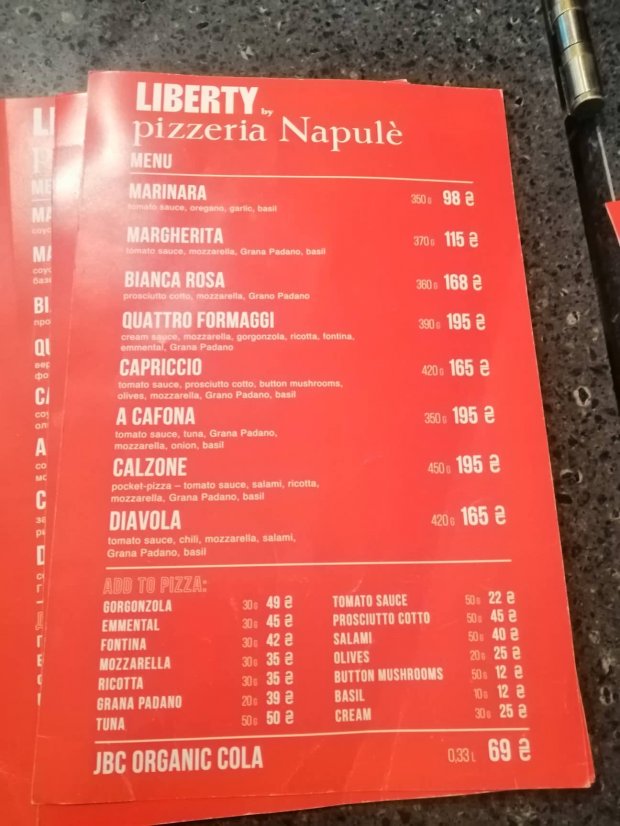 LIBERTY by
pizzeria Napulè
MENU
MARINARA 350 G 98 ₴
tomato sauce, oregano, garlic, basil
MARGHERITA 370 G 115 ₴
tomato sauce, mozzarella, Grana Padano, basil
BIANCA ROSA 360 G 168 ₴
prosciutto cotto, mozzarella, Grano Padano
QUATTRO FORMAGGI 390 G 195 ₴
cream sauce, mozzarella, gorgonzola, ricotta, fontina,
emmental, Grana Padano
CAPRICCIO 420 G 165 ₴
tomato sauce, prosciutto cotto, button mushrooms,
olives, mozzarella, Grano Padano, basil
A CAFONA 350 G 195 ₴
tomato sauce, tuna, Grana Padano,
mozzarella, onion, basil
CALZONE 450 G 195 ₴
pocket-pizza – tomato sauce, salami, ricotta,
mozzarella, Grana Padano, basil
DIAVOLA 420 G 165 ₴
tomato sauce, chili, mozzarella, salami,
Grana Padano, basil
ADD TO PIZZA:
GORGONZOLA 30 G 49 ₴
EMMENTAL 30 G 45 ₴
FONTINA 30 G 42 ₴
MOZZARELLA 30 G 35 ₴
RICOTTA 30 G 35 ₴
GRANA PADANO 20 G 39 ₴
TUNA 50 G 50 ₴
TOMATO SAUCE 50 G 22 ₴
PROSCIUTTO COTTO 50 G 45 ₴
SALAMI 50 G 40 ₴
OLIVES 20 G 25 ₴
BUTTON MUSHROOMS 50 G 12 ₴
BASIL 10 G 12 ₴
CREAM 30 G 25 ₴
JBC ORGANIC COLA 0,33 L 69 ₴